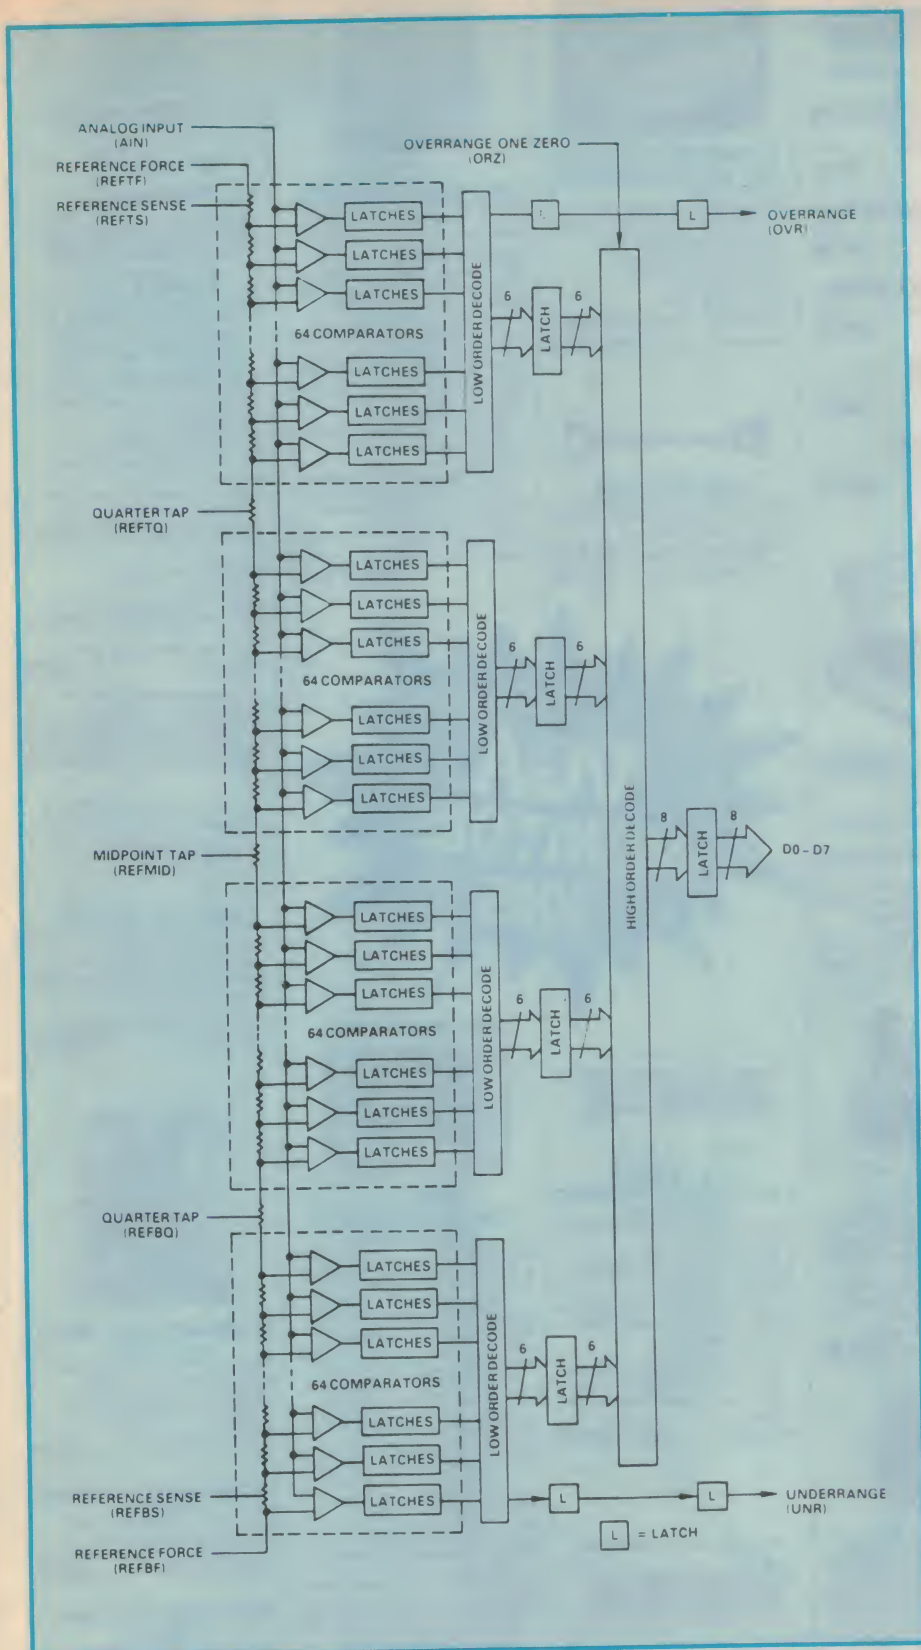 ANALOG INPUT
(AIN)
REFERENCE FORCE
(REFTF)
REFERENCE SENSE
(REFTS)
OVERRANGE ONE ZERO
(ORZ)
LATCHES
LATCHES
LATCHES
64 COMPARATORS
LATCHES
LATCHES
LATCHES
LOW ORDER DECODE
L
L
OVERRANGE
(OVR)
6
LATCH
6
QUARTER TAP
(REFTQ)
LATCHES
LATCHES
LATCHES
64 COMPARATORS
LATCHES
LATCHES
LATCHES
LOW ORDER DECODE
6
LATCH
6
HIGH ORDER DECODE
8
LATCH
8
D0 – D7
MIDPOINT TAP
(REFMID)
LATCHES
LATCHES
LATCHES
64 COMPARATORS
LATCHES
LATCHES
LATCHES
LOW ORDER DECODE
6
LATCH
6
QUARTER TAP
(REFBQ)
LATCHES
LATCHES
LATCHES
64 COMPARATORS
LATCHES
LATCHES
LATCHES
LOW ORDER DECODE
6
LATCH
6
REFERENCE SENSE
(REFBS)
REFERENCE FORCE
(REFBF)
L
L
UNDERRANGE
(UNR)
L = LATCH